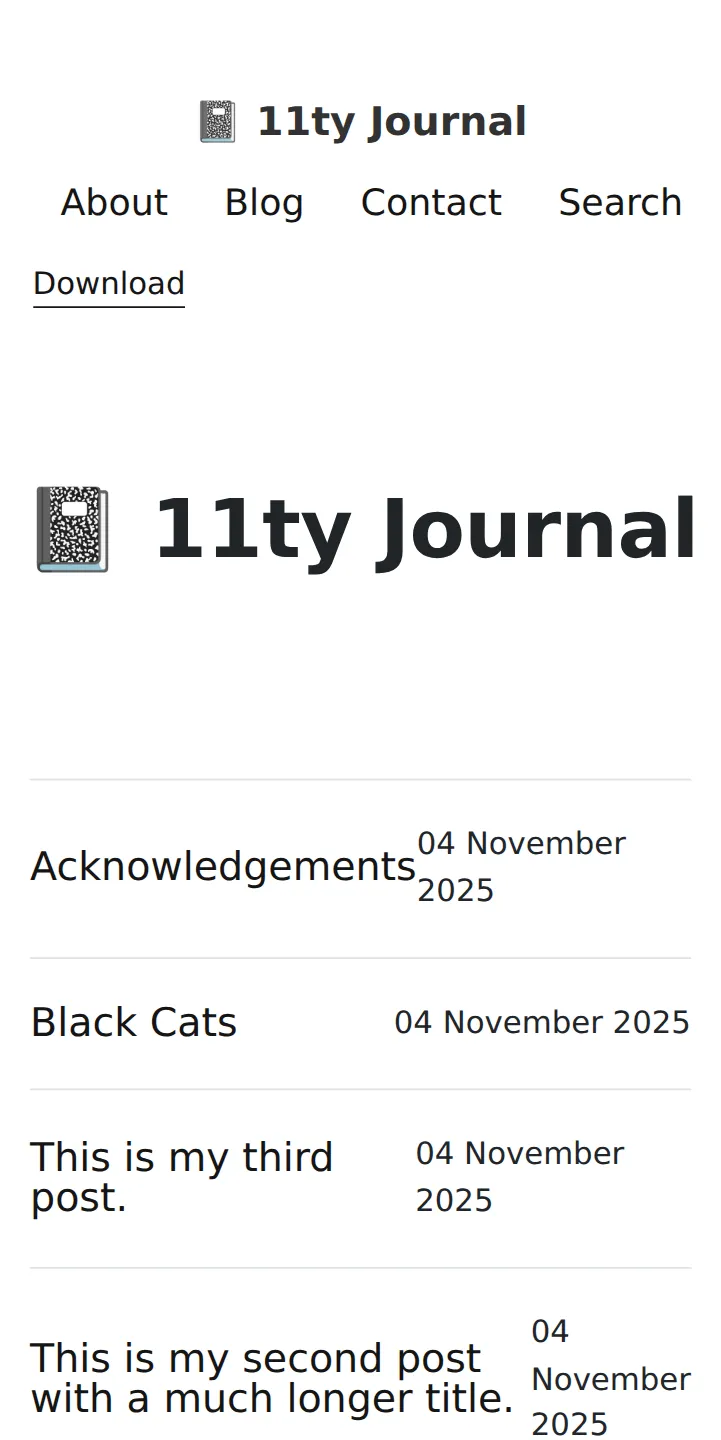 11ty Journal
About Blog Contact Search
Download
11ty Journal
Acknowledgements
04 November
2025
Black Cats
04 November 2025
This is my third
post.
04 November
2025
This is my second post
with a much longer title.
04
November
2025